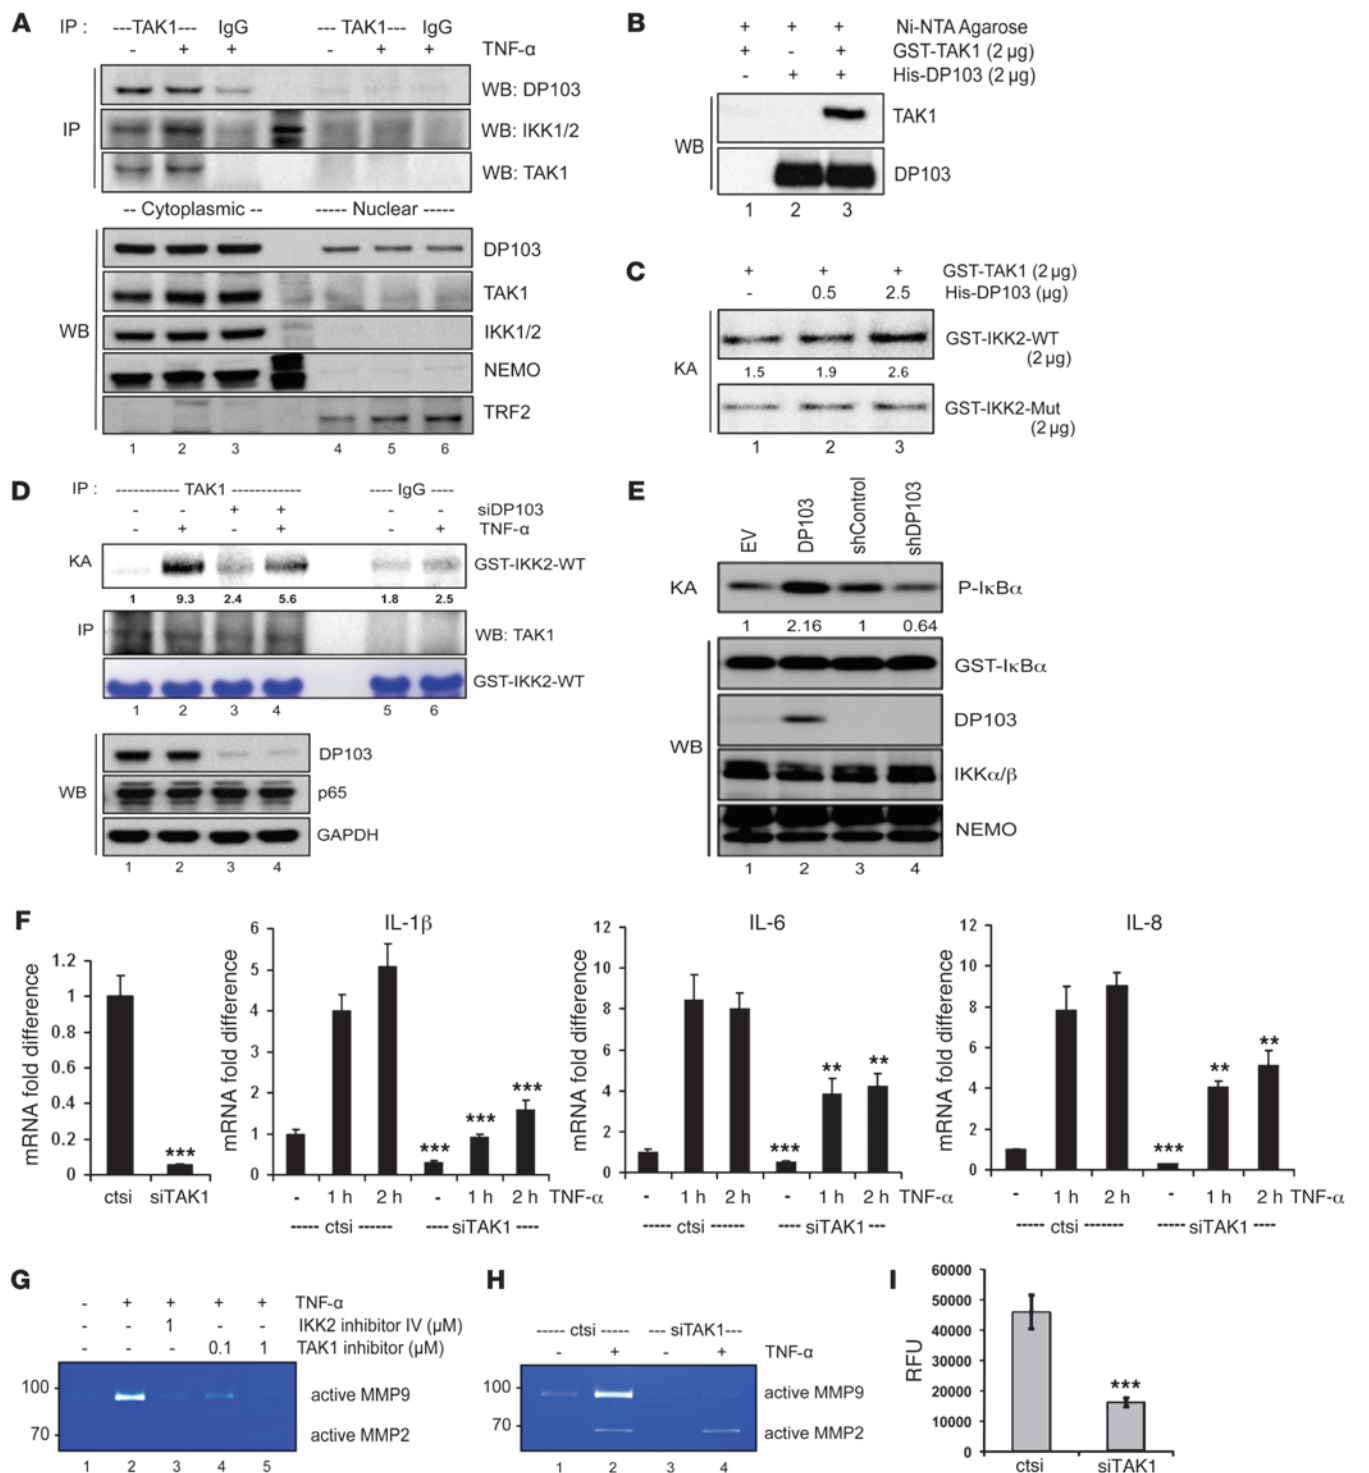 A
IP : ---TAK1--- IgG --- TAK1--- IgG
- + + - + + TNF-α
IP
WB: DP103
WB: IKK1/2
WB: TAK1
-- Cytoplasmic -- ----- Nuclear -----
WB
DP103
TAK1
IKK1/2
NEMO
TRF2
1 2 3 4 5 6
B
+ + + Ni-NTA Agarose
+ - + GST-TAK1 (2 µg)
- + + His-DP103 (2 µg)
WB
TAK1
DP103
1 2 3
C
+ + + GST-TAK1 (2 µg)
- 0.5 2.5 His-DP103 (µg)
KA
GST-IKK2-WT
(2 µg)
1.5 1.9 2.6
GST-IKK2-Mut
(2 µg)
1 2 3
D
IP : ----------- TAK1 ------------ ---- IgG ----
- - + + - - siDP103
- + - + - + TNF-α
KA GST-IKK2-WT
1 9.3 2.4 5.6 1.8 2.5
IP WB: TAK1
GST-IKK2-WT
1 2 3 4 5 6
WB
DP103
p65
GAPDH
1 2 3 4
E
EV DP103 shControl shDP103
KA P-IκBα
1 2.16 1 0.64
WB
GST-IκBα
DP103
IKKα/β
NEMO
1 2 3 4
F
mRNA fold difference
1.2
1
0.8
0.6
0.4
0.2
0
***
ctsi siTAK1
IL-1β
mRNA fold difference
6
5
4
3
2
1
0
*** *** ***
- 1 h 2 h - 1 h 2 h TNF-α
----- ctsi ------ ---- siTAK1 ----
IL-6
mRNA fold difference
12
10
8
6
4
2
0
*** ** **
- 1 h 2 h - 1 h 2 h TNF-α
----- ctsi ------ ---- siTAK1 ---
IL-8
mRNA fold difference
12
10
8
6
4
2
0
*** ** **
- 1 h 2 h - 1 h 2 h TNF-α
----- ctsi ------- ----- siTAK1 ----
G
- + + + + TNF-α
- - 1 - - IKK2 inhibitor IV (µM)
- - - 0.1 1 TAK1 inhibitor (µM)
100 active MMP9
70 active MMP2
1 2 3 4 5
H
----- ctsi ----- --- siTAK1---
- + - + TNF-α
100 active MMP9
70 active MMP2
1 2 3 4
I
RFU
60000
50000
40000
30000
20000
10000
0
***
ctsi siTAK1